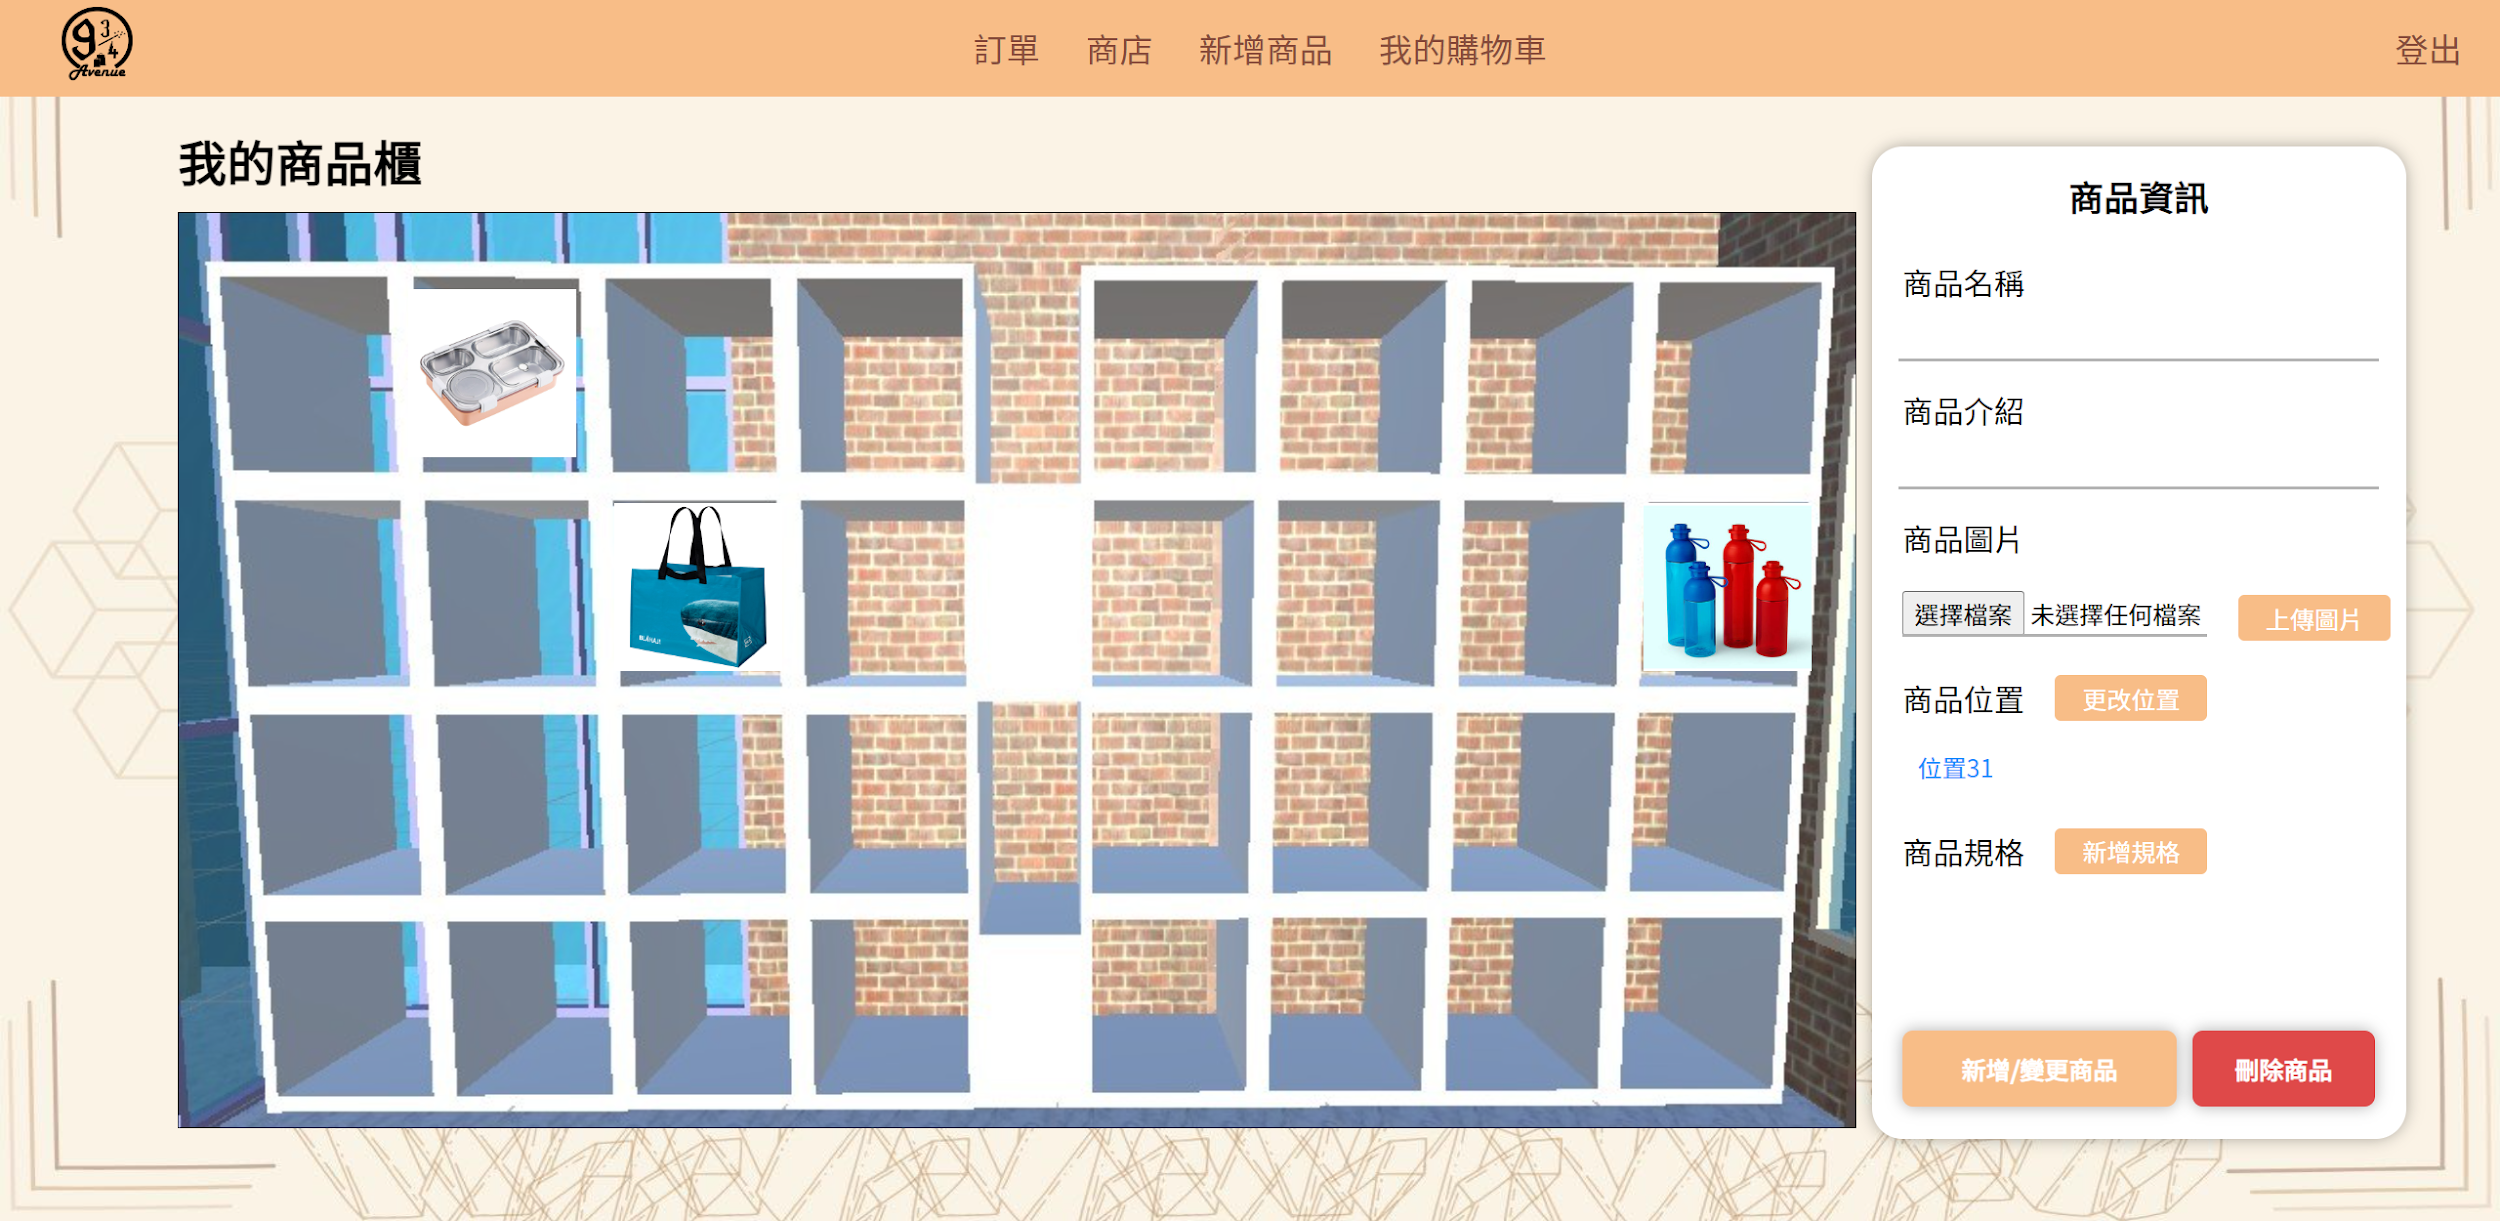 9 3/4
Avenue
訂單 商店 新增商品 我的購物車 登出
我的商品櫃
商品資訊
商品名稱
商品介紹
商品圖片
選擇檔案 未選擇任何檔案 上傳圖片
商品位置 更改位置
位置31
商品規格 新增規格
新增/變更商品 刪除商品